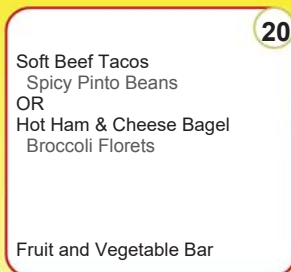 20
Soft Beef Tacos
Spicy Pinto Beans
OR
Hot Ham & Cheese Bagel
Broccoli Florets
Fruit and Vegetable Bar